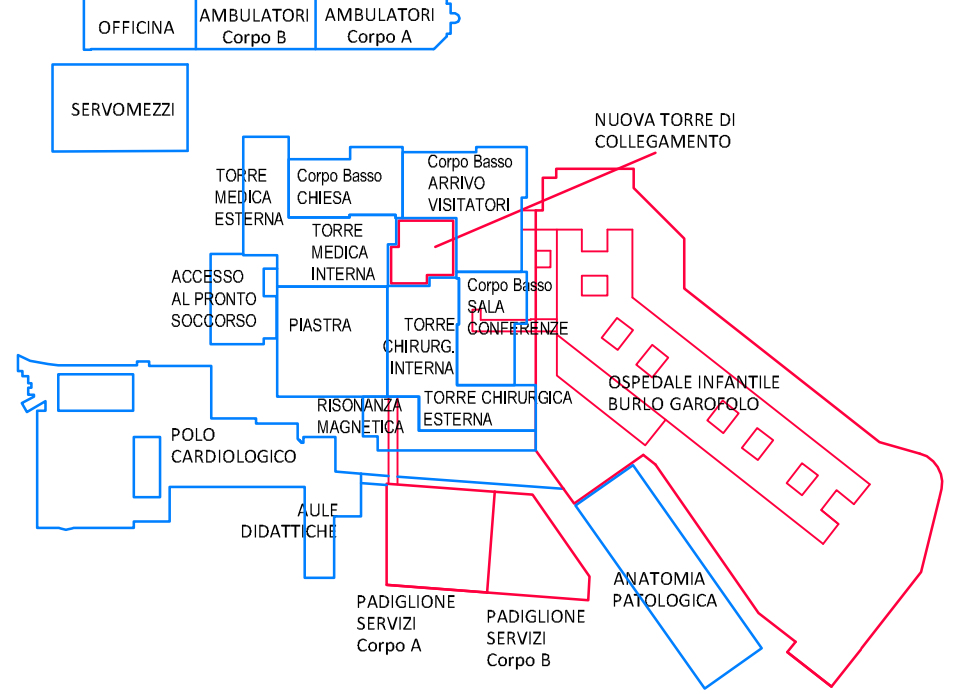 OFFICINA
AMBULATORI
Corpo B
AMBULATORI
Corpo A
SERVOMEZZI
NUOVA TORRE DI
COLLEGAMENTO
TORRE
MEDICA
ESTERNA
Corpo Basso
CHIESA
Corpo Basso
ARRIVO
VISITATORI
TORRE
MEDICA
INTERNA
ACCESSO
AL PRONTO
SOCCORSO
PIASTRA
Corpo Basso
SALA
CONFERENZE
TORRE
CHIRURG.
INTERNA
OSPEDALE INFANTILE
BURLO GAROFOLO
RISONANZA
MAGNETICA
TORRE CHIRURGICA
ESTERNA
POLO
CARDIOLOGICO
AULE
DIDATTICHE
ANATOMIA
PATOLOGICA
PADIGLIONE
SERVIZI
Corpo A
PADIGLIONE
SERVIZI
Corpo B